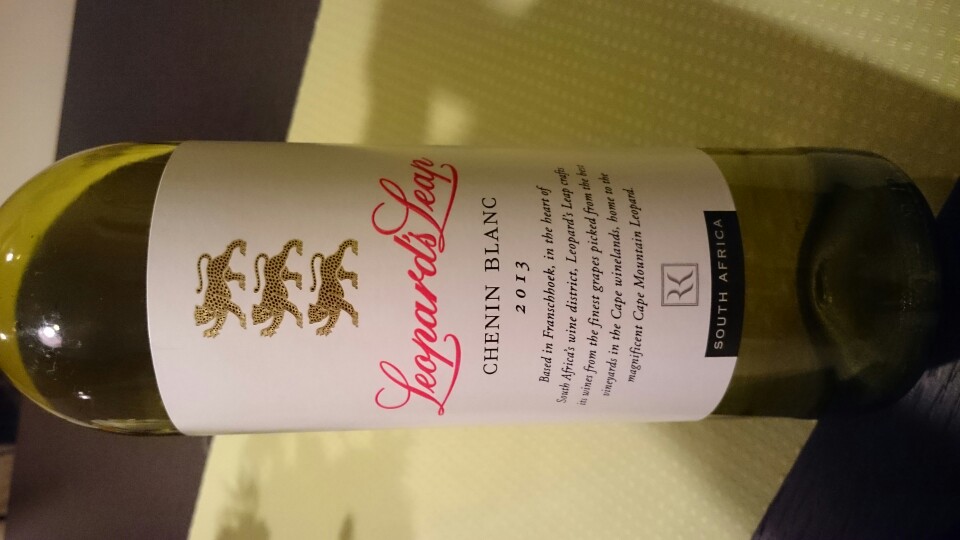 Leopard's Leap
CHENIN BLANC
2013
Based in Franschhoek, in the heart of
South Africa's wine district, Leopard's Leap crafts
its wines from the finest grapes picked from the best
vineyards in the Cape winelands, home to the
magnificent Cape Mountain Leopard.
RK
SOUTH AFRICA